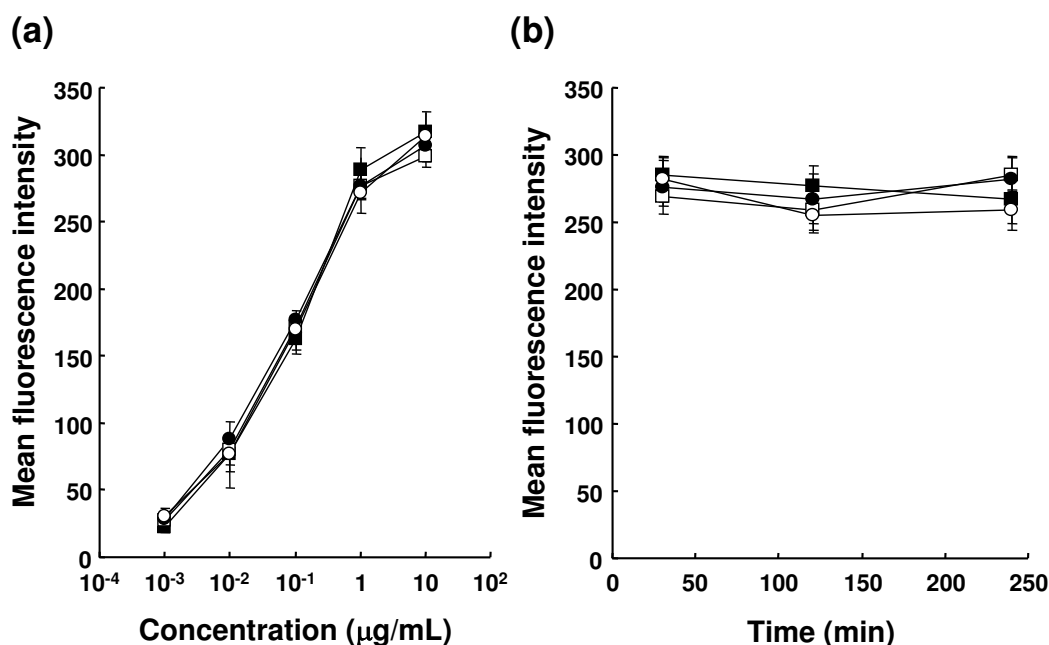 (a)
Mean fluorescence intensity
350
300
250
200
150
100
50
0
10⁻⁴ 10⁻³ 10⁻² 10⁻¹ 1 10 10²
Concentration (μg/mL)
(b)
Mean fluorescence intensity
350
300
250
200
150
100
50
0
0 50 100 150 200 250
Time (min)